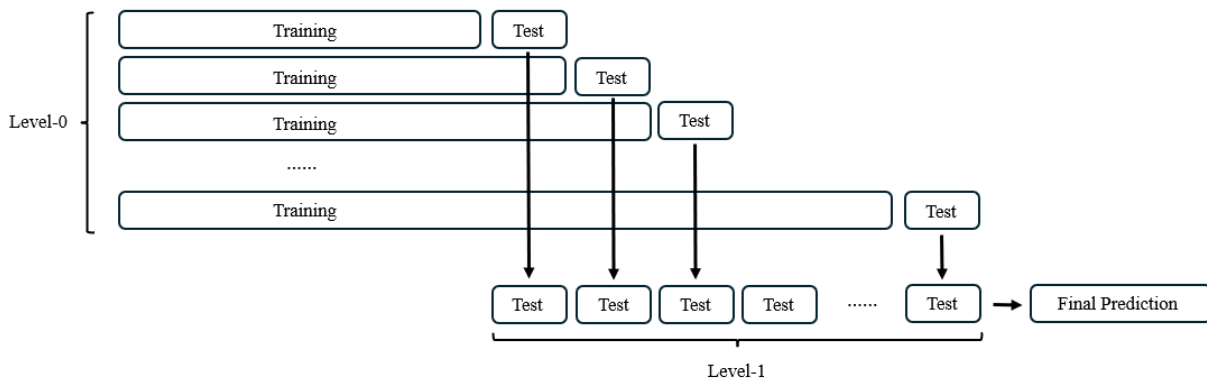 Training Test
Training Test
Level-0
Training Test
......
Training Test
Test Test Test Test ...... Test Final Prediction
Level-1